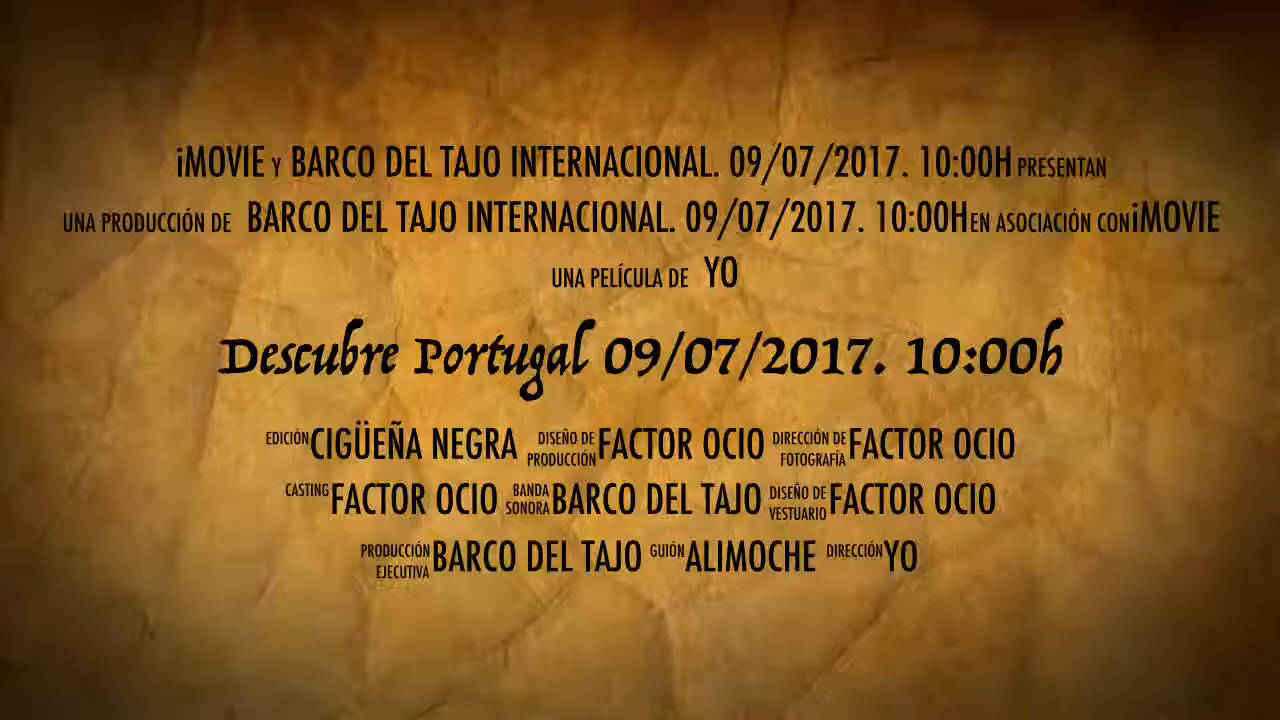 iMOVIE Y BARCO DEL TAJO INTERNACIONAL. 09/07/2017. 10:00H PRESENTAN
UNA PRODUCCIÓN DE BARCO DEL TAJO INTERNACIONAL. 09/07/2017. 10:00H EN ASOCIACIÓN CON iMOVIE
UNA PELÍCULA DE YO
Descubre Portugal 09/07/2017. 10:00h
EDICIÓN CIGÜEÑA NEGRA DISEÑO DE PRODUCCIÓN FACTOR OCIO DIRECCIÓN DE FOTOGRAFÍA FACTOR OCIO
CASTING FACTOR OCIO BANDA SONORA BARCO DEL TAJO DISEÑO DE VESTUARIO FACTOR OCIO
PRODUCCIÓN EJECUTIVA BARCO DEL TAJO GUIÓN ALIMOCHE DIRECCIÓN YO